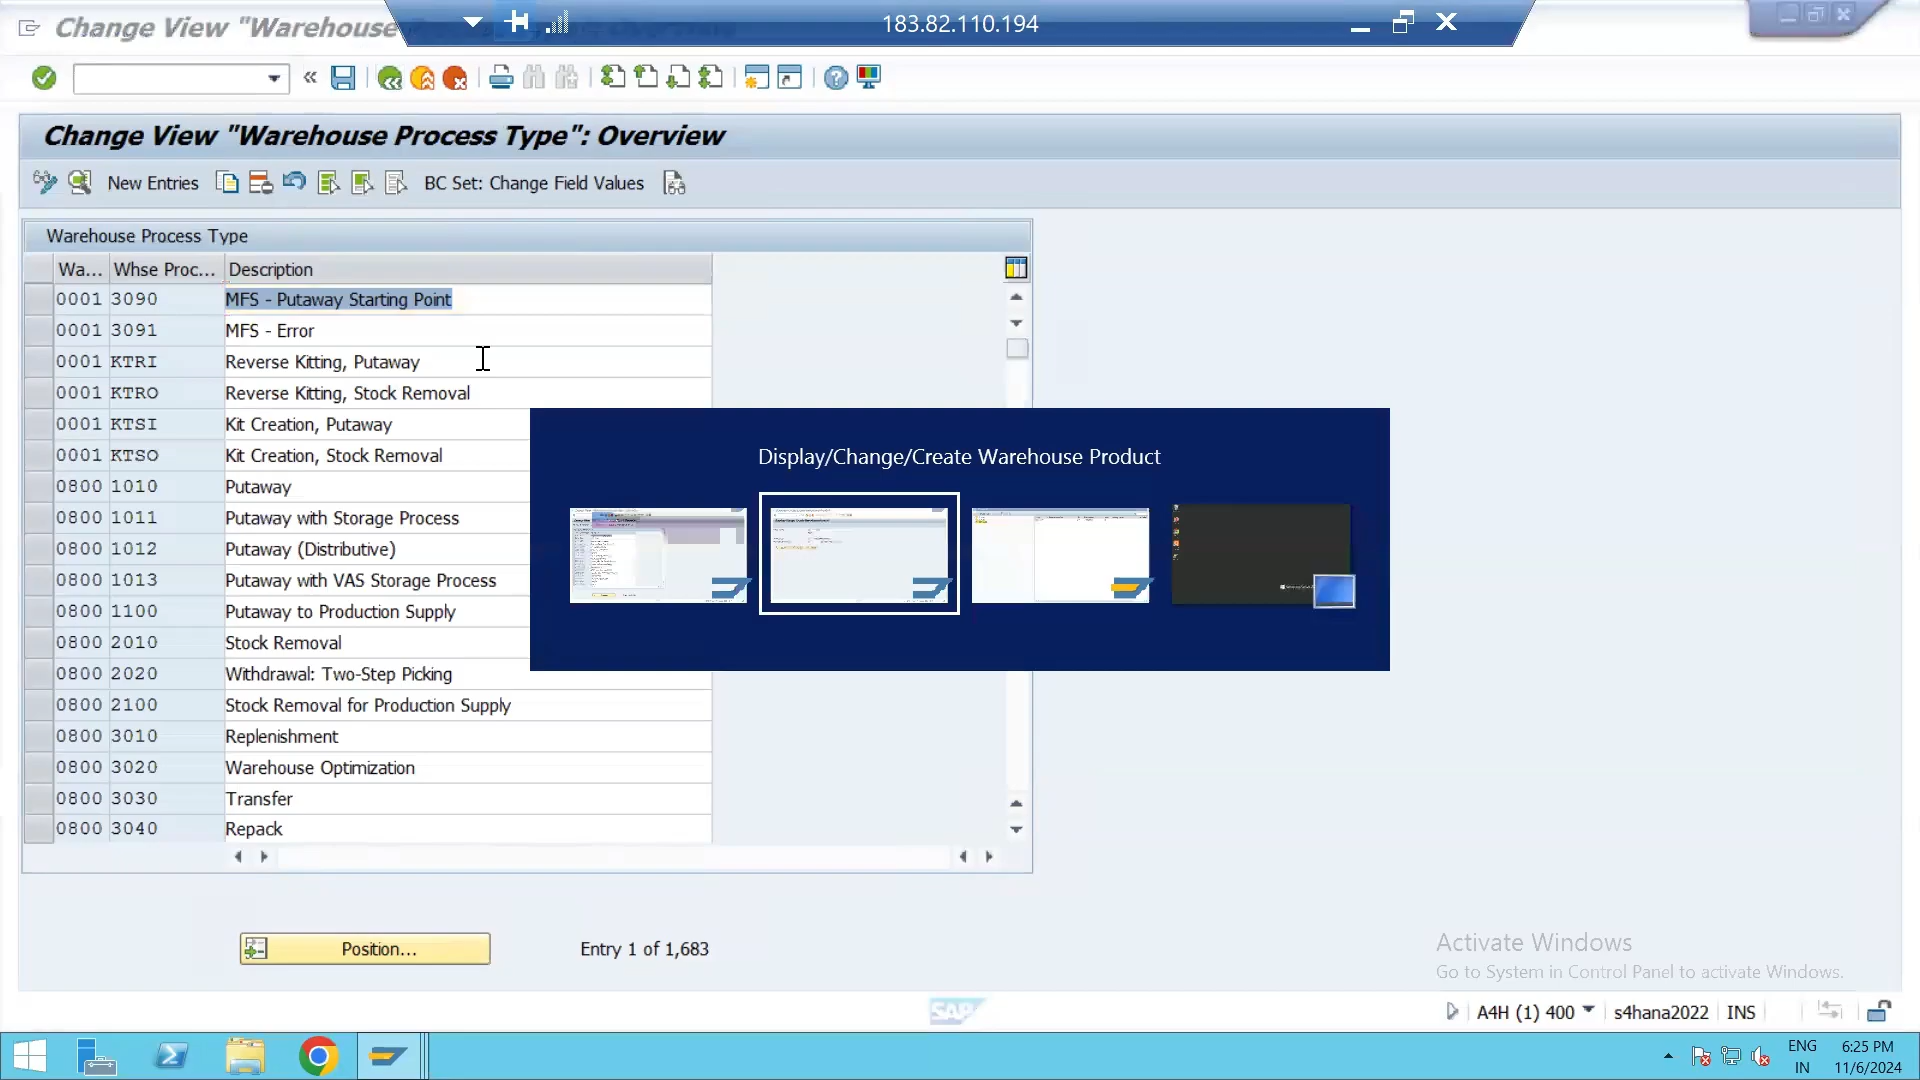 Change View "Warehouse
183.82.110.194
Change View "Warehouse Process Type": Overview
New Entries
BC Set: Change Field Values
Warehouse Process Type
Wa... Whse Proc... Description
0001 3090 MFS - Putaway Starting Point
0001 3091 MFS - Error
0001 KTRI Reverse Kitting, Putaway
0001 KTRO Reverse Kitting, Stock Removal
0001 KTSI Kit Creation, Putaway
0001 KTSO Kit Creation, Stock Removal
0800 1010 Putaway
0800 1011 Putaway with Storage Process
0800 1012 Putaway (Distributive)
0800 1013 Putaway with VAS Storage Process
0800 1100 Putaway to Production Supply
0800 2010 Stock Removal
0800 2020 Withdrawal: Two-Step Picking
0800 2100 Stock Removal for Production Supply
0800 3010 Replenishment
0800 3020 Warehouse Optimization
0800 3030 Transfer
0800 3040 Repack
Display/Change/Create Warehouse Product
Position...
Entry 1 of 1,683
Activate Windows
Go to System in Control Panel to activate Windows.
SAP
A4H (1) 400
s4hana2022
INS
ENG
IN
6:25 PM
11/6/2024